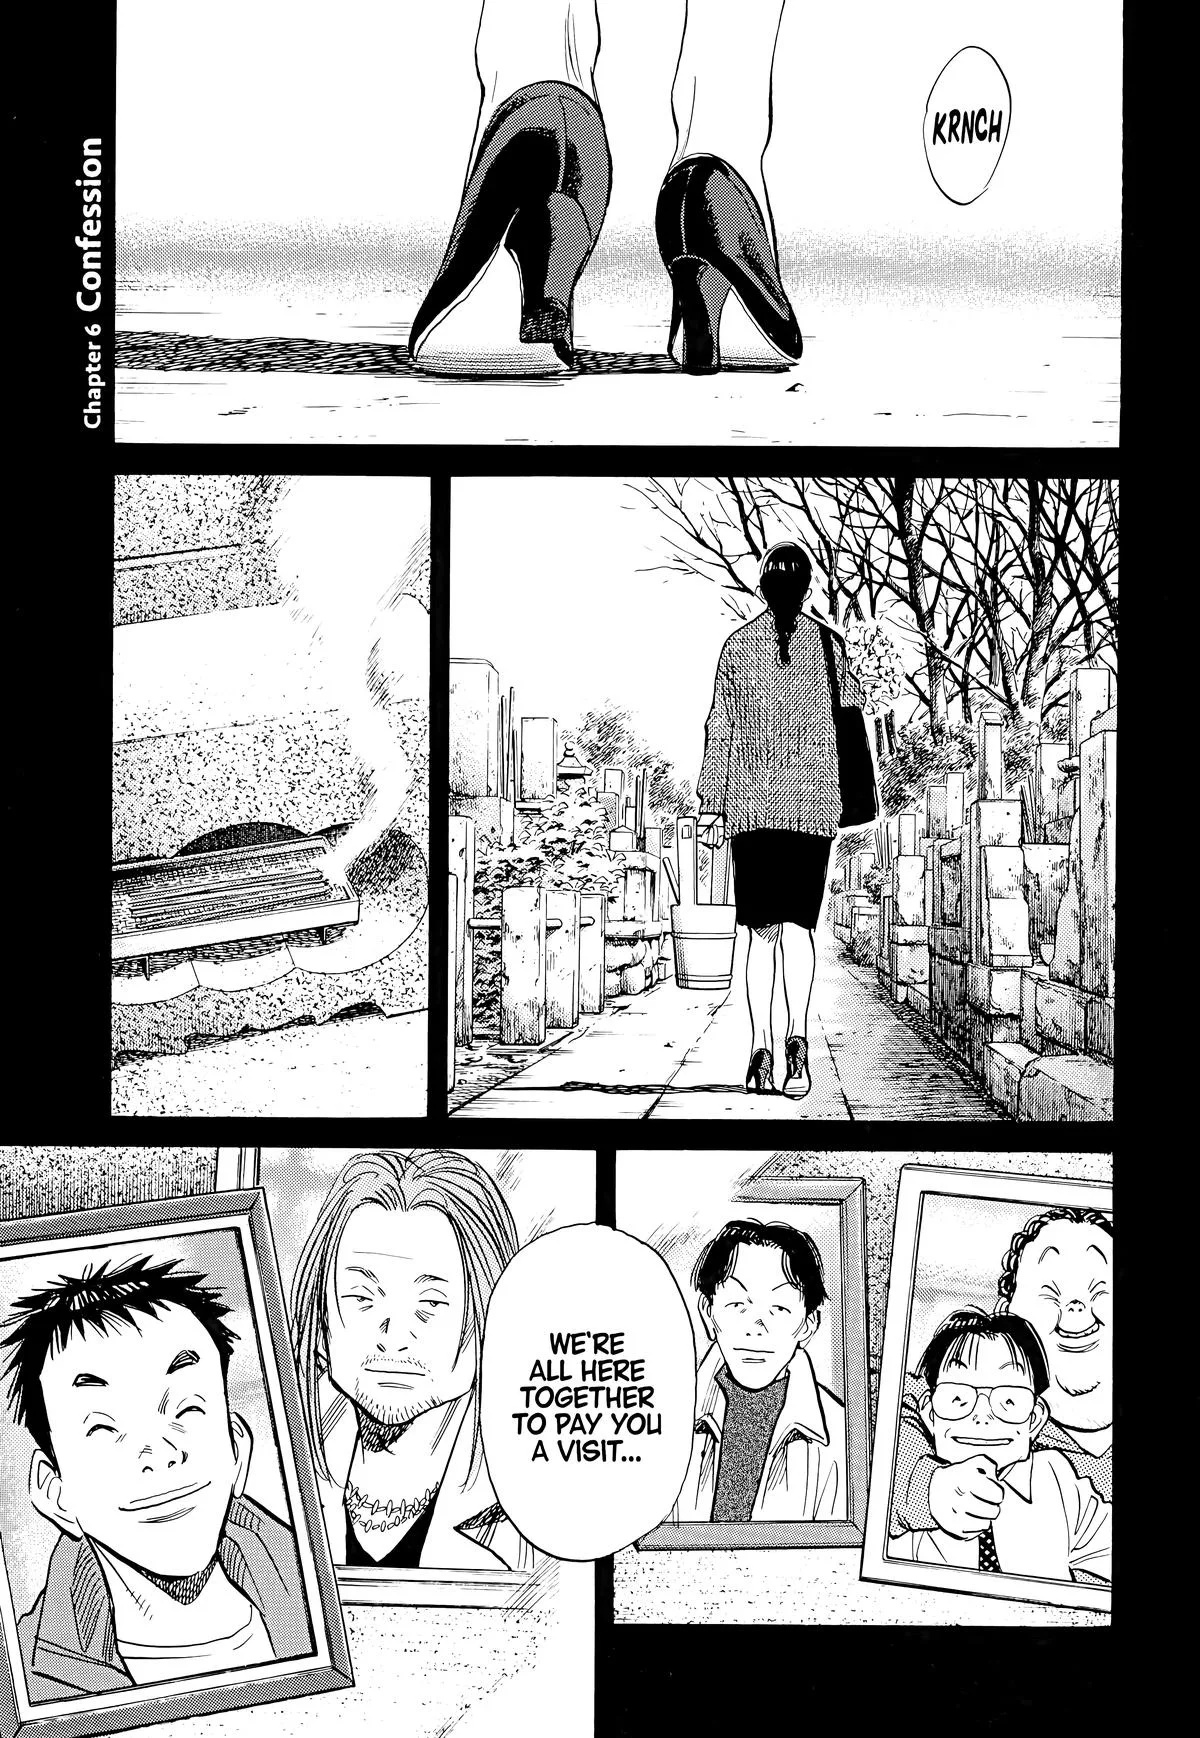 Chapter 6 Confession
KRNCH
WE'RE
ALL HERE
TOGETHER
TO PAY YOU
A VISIT...